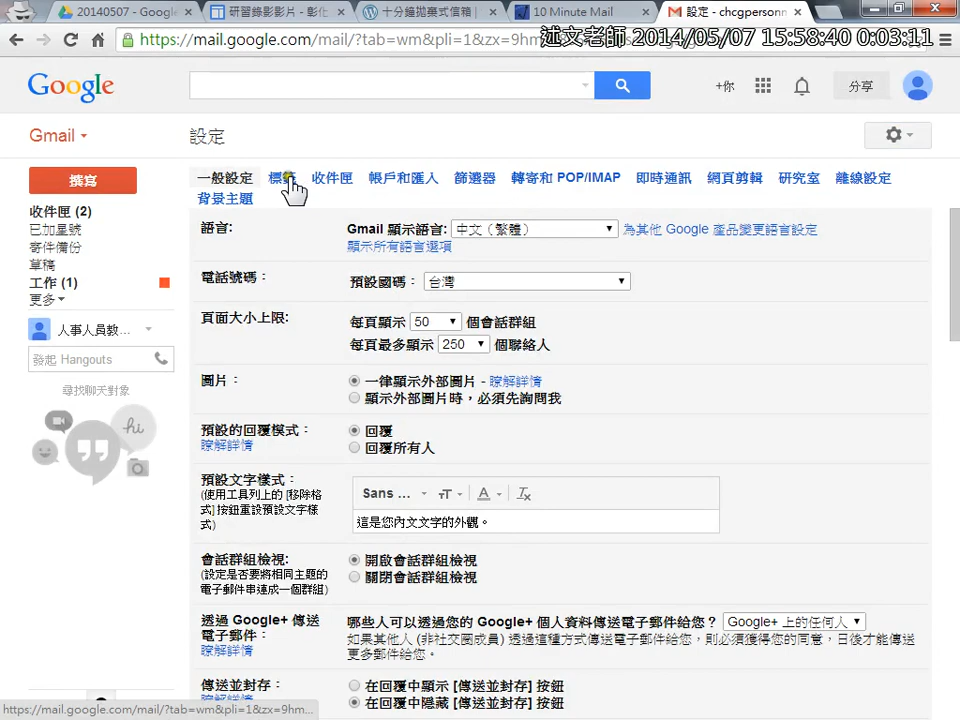 20140507 - Google
研習錄影影片 - 彰化
十分鐘拋棄式信箱
10 Minute Mail
設定 - chcgpersonn
https://mail.google.com/mail/?tab=wm&pli=1&zx=9hm
述文老師 2014/05/07 15:58:40 0:03:11
Google
+你
分享
Gmail
設定
撰寫
一般設定 標籤 收件匣 帳戶和匯入 篩選器 轉寄和 POP/IMAP 即時通訊 網頁剪輯 研究室 離線設定
背景主題
收件匣 (2)
已加星號
寄件備份
草稿
工作 (1)
更多
人事人員教...
發起 Hangouts
尋找聊天對象
hi
語言:
Gmail 顯示語言: 中文（繁體） 為其他 Google 產品變更語言設定
顯示所有語言選項
電話號碼：
預設國碼： 台灣
頁面大小上限:
每頁顯示 50 個會話群組
每頁最多顯示 250 個聯絡人
圖片：
一律顯示外部圖片 - 瞭解詳情
顯示外部圖片時，必須先詢問我
預設的回覆模式：
瞭解詳情
回覆
回覆所有人
預設文字樣式：
(使用工具列上的 [移除格
式] 按鈕重設預設文字樣
式)
Sans ...
這是您內文文字的外觀。
會話群組檢視:
(設定是否要將相同主題的
電子郵件串連成一個群組)
開啟會話群組檢視
關閉會話群組檢視
透過 Google+ 傳送
電子郵件：
瞭解詳情
哪些人可以透過您的 Google+ 個人資料傳送電子郵件給您？ Google+ 上的任何人
如果其他人 (非社交圈成員) 透過這種方式傳送電子郵件給您，則必須獲得您的同意，日後才能傳送
更多郵件給您。
傳送並封存：
瞭解詳情
在回覆中顯示 [傳送並封存] 按鈕
在回覆中隱藏 [傳送並封存] 按鈕
https://mail.google.com/mail/?tab=wm&pli=1&zx=9hm...